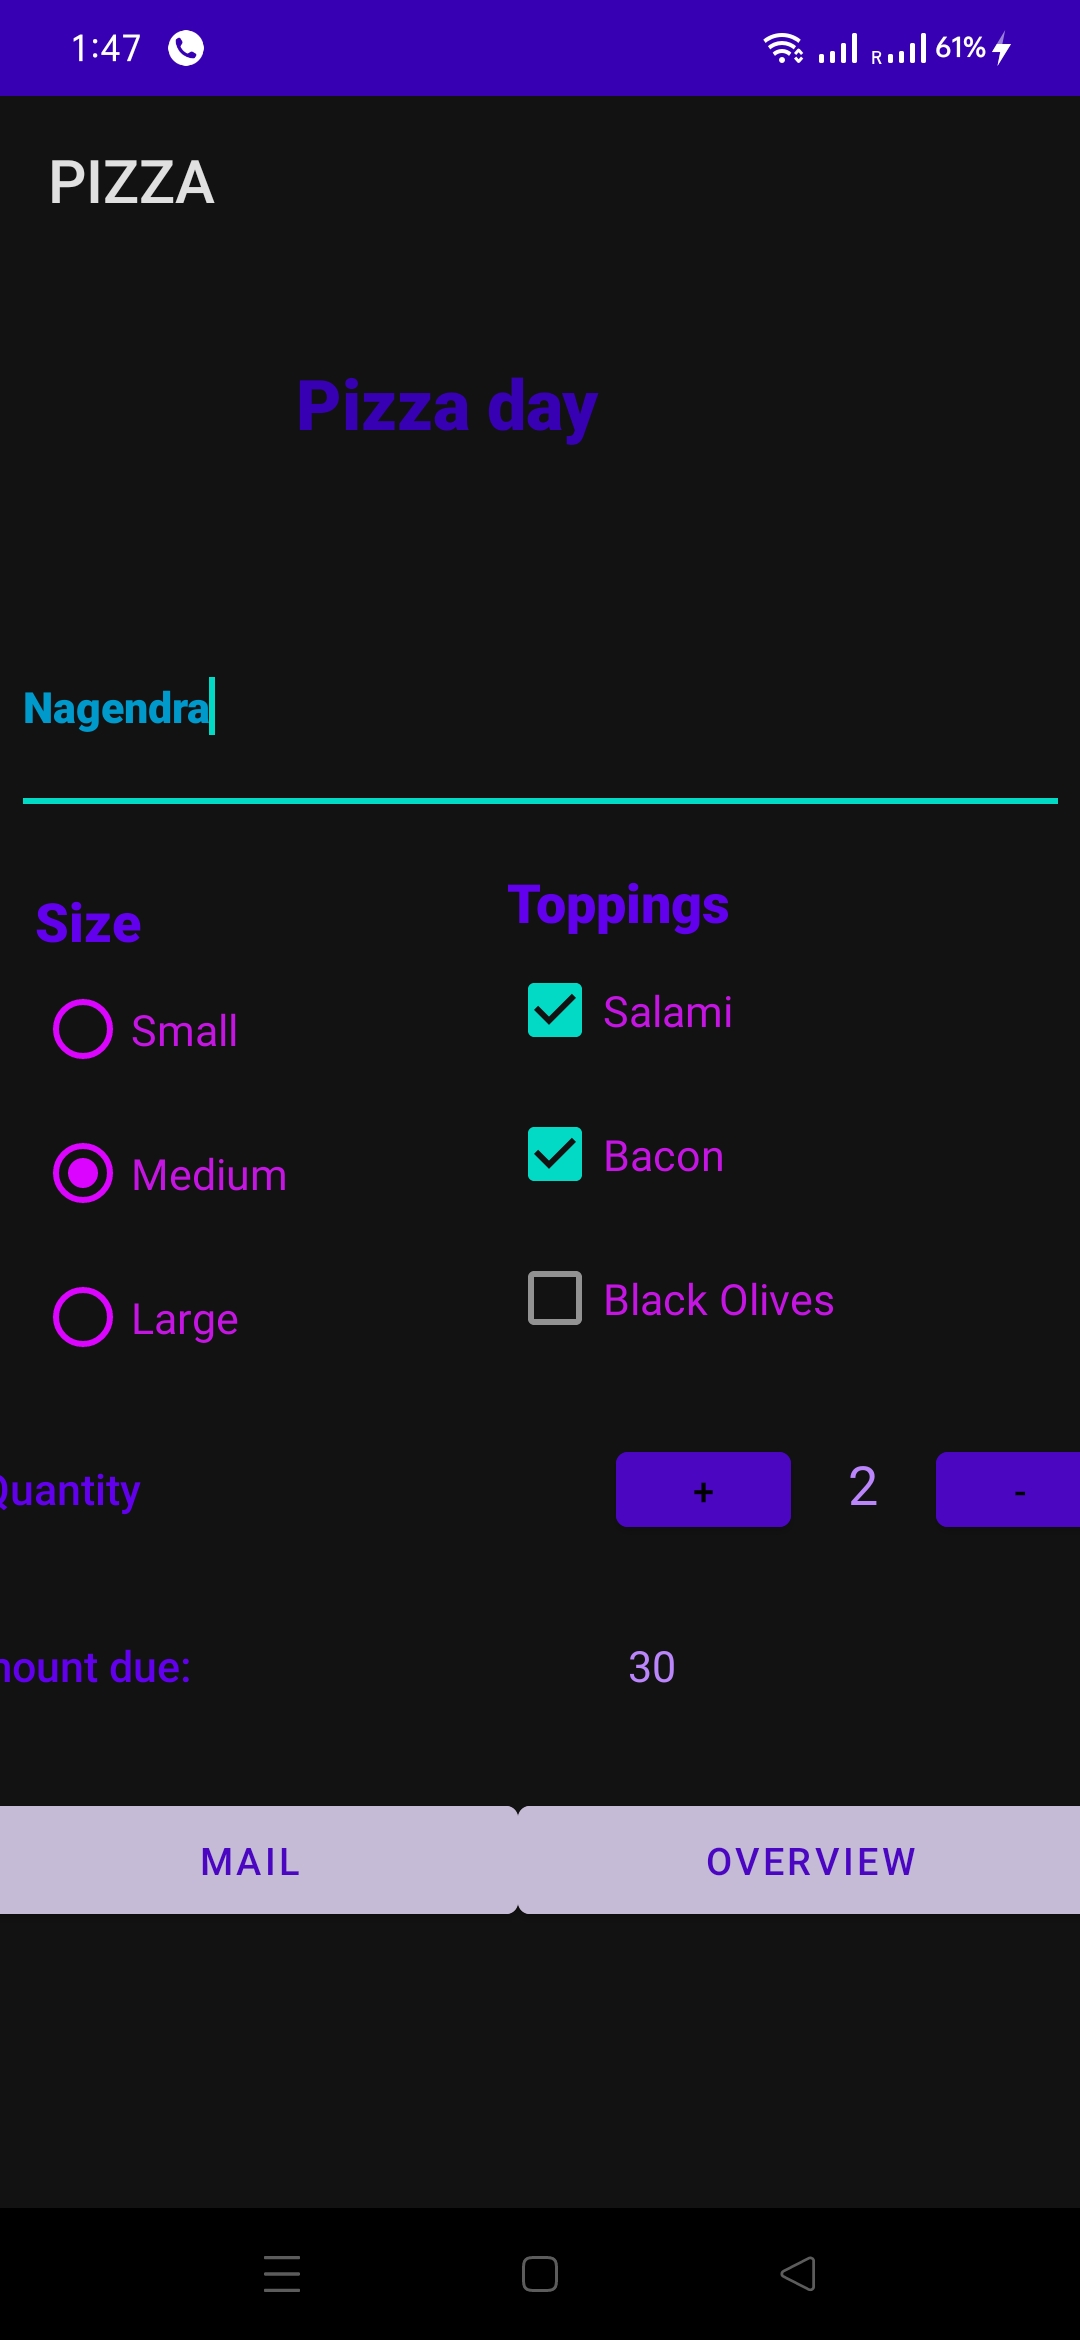 1:47 R 61%
PIZZA
Pizza day
Nagendra
Size
Toppings
Small
Salami
Medium
Bacon
Large
Black Olives
Quantity + 2 -
mount due: 30
MAIL OVERVIEW